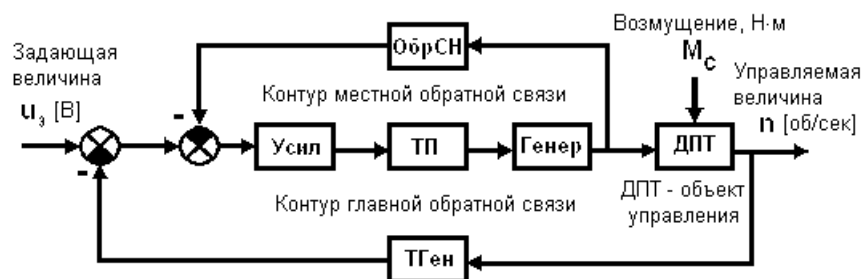 Задающая
величина
u з [В]
-
-
ОбрСН
Контур местной обратной связи
Усил
ТП
Генер
ДПТ
Возмущение, Н·м
Mc
Управляемая
величина
n [об/сек]
Контур главной обратной связи
ДПТ - объект
управления
ТГен